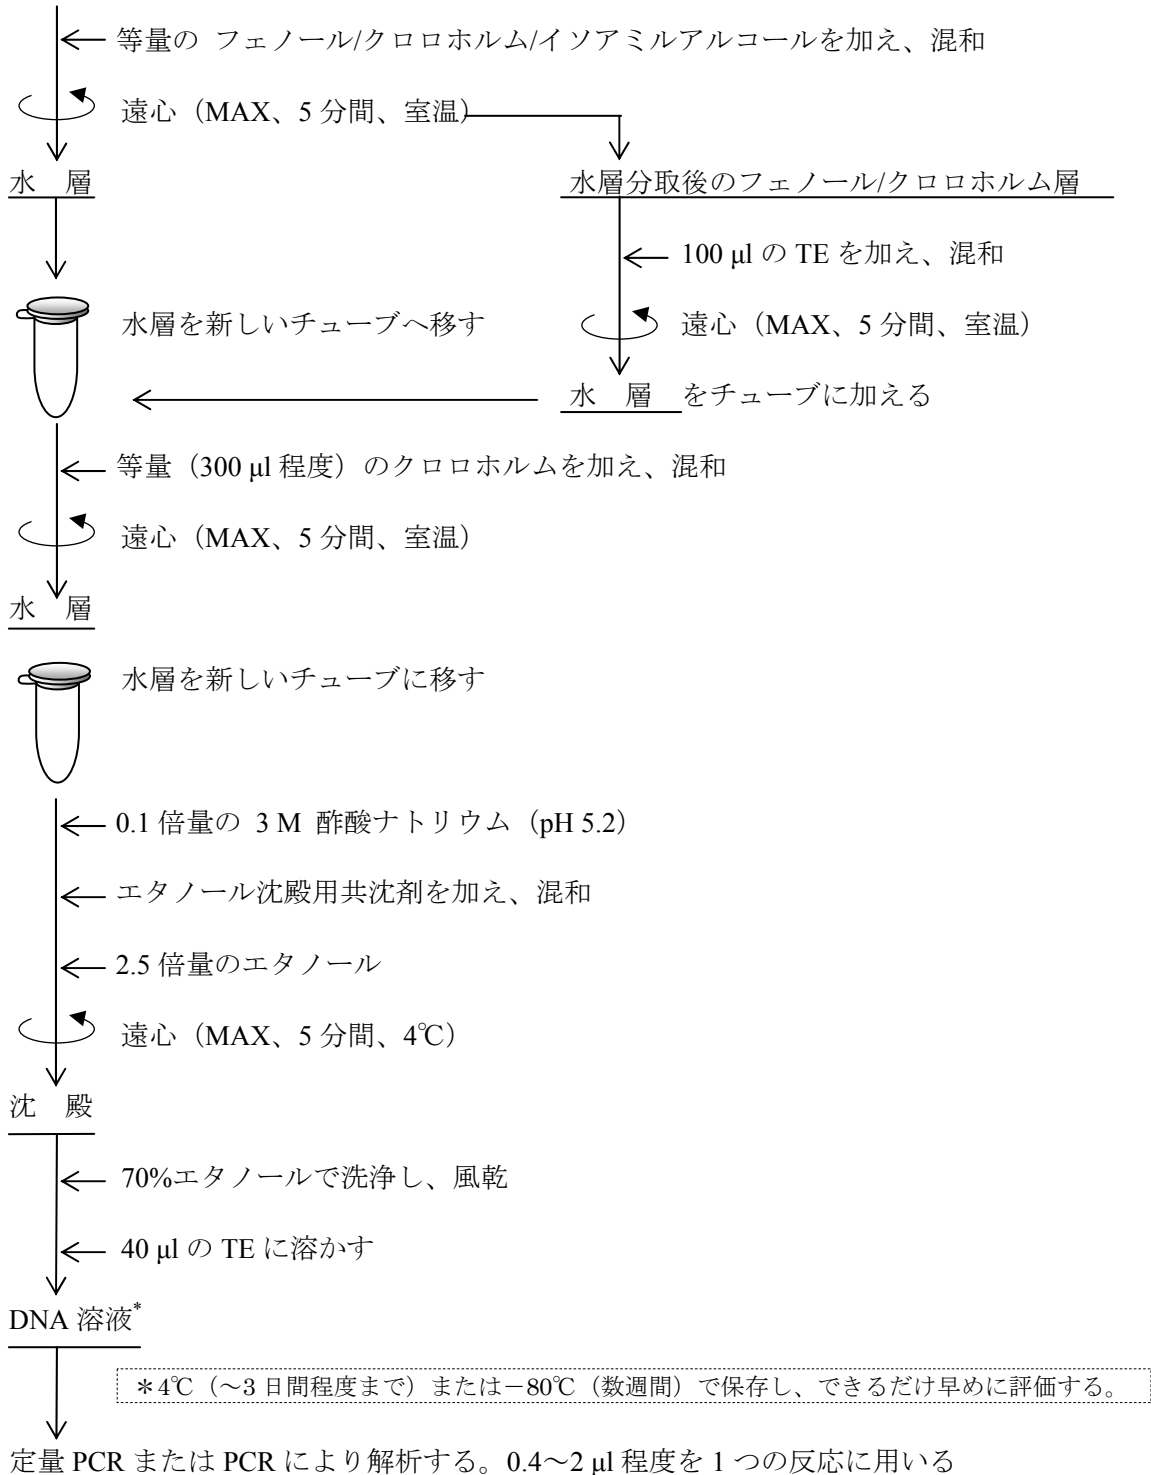 等量の フェノール/クロロホルム/イソアミルアルコールを加え、混和
遠心（MAX、5 分間、室温）
水　層
水層分取後のフェノール/クロロホルム層
100 μl の TE を加え、混和
水層を新しいチューブへ移す
遠心（MAX、5 分間、室温）
水　層 をチューブに加える
等量（300 μl 程度）のクロロホルムを加え、混和
遠心（MAX、5 分間、室温）
水　層
水層を新しいチューブに移す
0.1 倍量の 3 M 酢酸ナトリウム（pH 5.2）
エタノール沈殿用共沈剤を加え、混和
2.5 倍量のエタノール
遠心（MAX、5 分間、4℃）
沈　殿
70%エタノールで洗浄し、風乾
40 μl の TE に溶かす
DNA 溶液*
＊4℃（～3 日間程度まで）または－80℃（数週間）で保存し、できるだけ早めに評価する。
定量 PCR または PCR により解析する。0.4～2 μl 程度を 1 つの反応に用いる